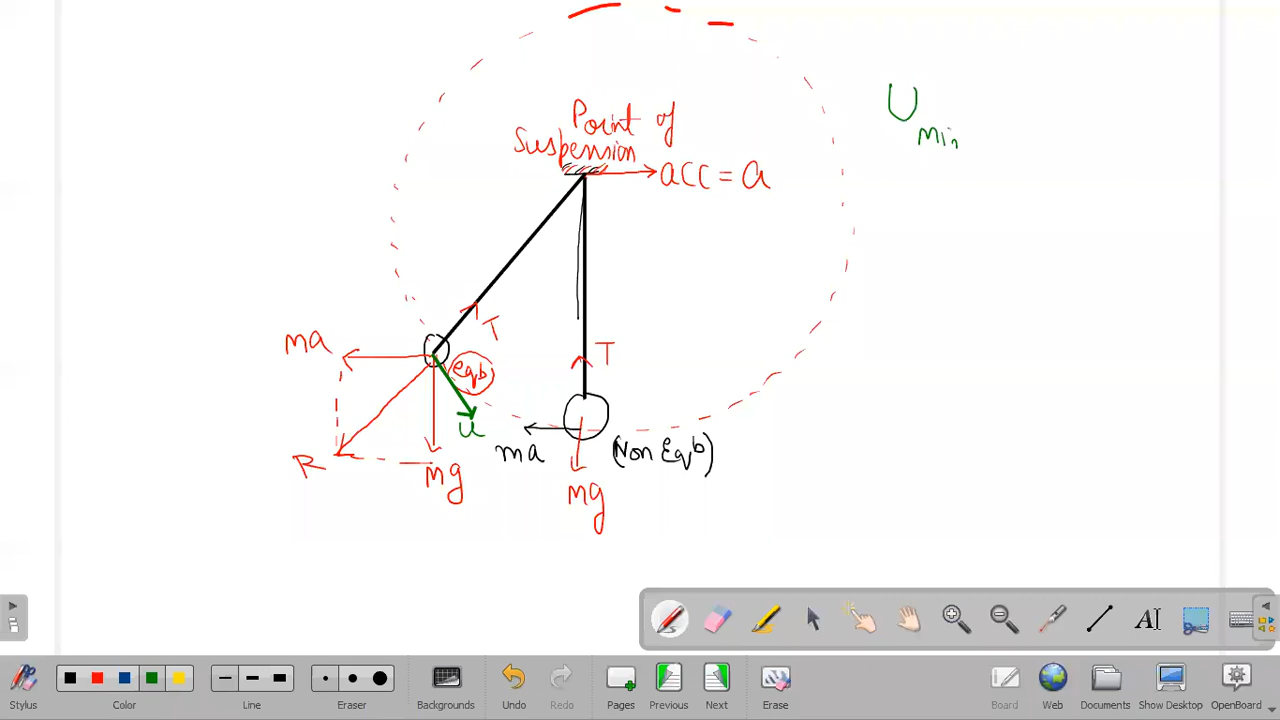 Point of
Suspension
acc = a
U
min
T
T
ma
eqb
u
R
mg
ma
(Non Eqb)
mg
Stylus
Color
Line
Eraser
Backgrounds
Undo
Redo
Pages
Previous
Next
Erase
Board
Web
Documents
Show Desktop
OpenBoard